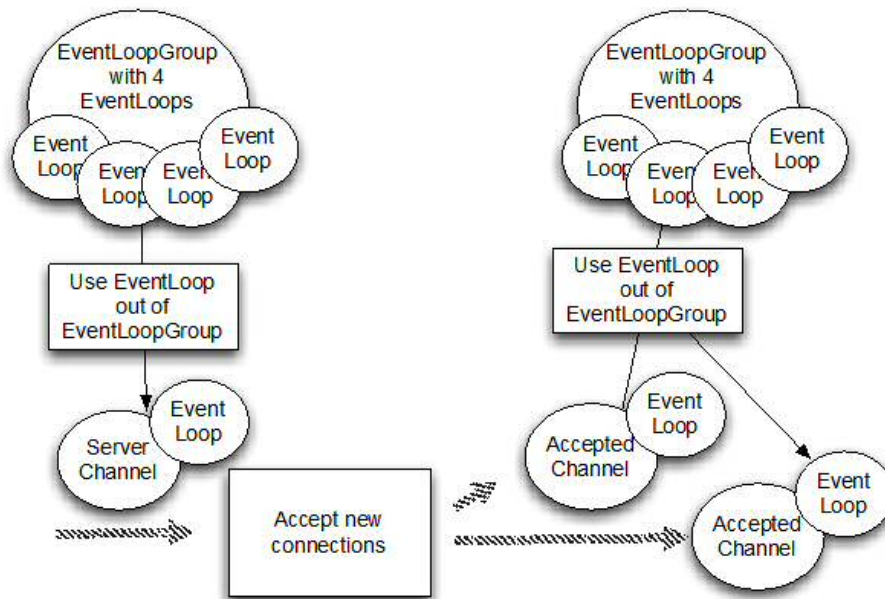 EventLoopGroup
with 4
EventLoops
Event
Loop
Event
Loop
Event
Loop
Event
Loop
Use EventLoop
out of
EventLoopGroup
Server
Channel
Event
Loop
Accept new
connections
EventLoopGroup
with 4
EventLoops
Event
Loop
Event
Loop
Event
Loop
Event
Loop
Use EventLoop
out of
EventLoopGroup
Accepted
Channel
Event
Loop
Accepted
Channel
Event
Loop